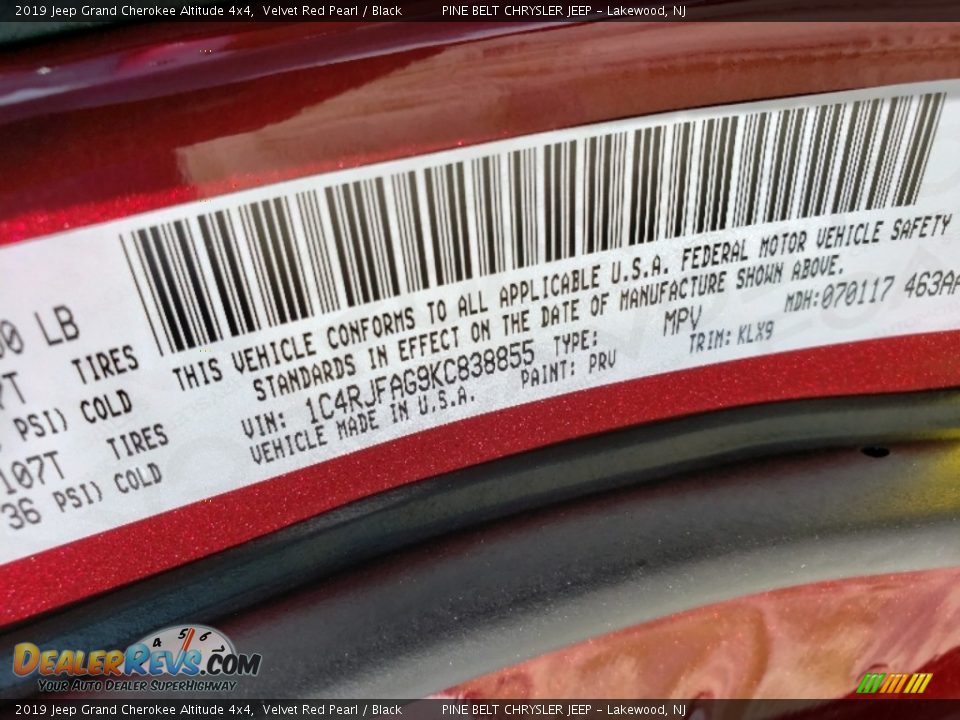 2019 Jeep Grand Cherokee Altitude 4x4, Velvet Red Pearl / Black PINE BELT CHRYSLER JEEP - Lakewood, NJ
LB
TIRES
PSI) COLD
107T TIRES
36 PSI) COLD
THIS VEHICLE CONFORMS TO ALL APPLICABLE U.S.A. FEDERAL MOTOR VEHICLE SAFETY
STANDARDS IN EFFECT ON THE DATE OF MANUFACTURE SHOWN ABOVE.
VIN: 1C4RJFAG9KC838855 TYPE: MPV MDH:070117 463
VEHICLE MADE IN U.S.A. PAINT: PRV TRIM: KLX9
4 5 6
DEALERREVS.COM
YOUR AUTO DEALER SUPERHIGHWAY
2019 Jeep Grand Cherokee Altitude 4x4, Velvet Red Pearl / Black PINE BELT CHRYSLER JEEP - Lakewood, NJ